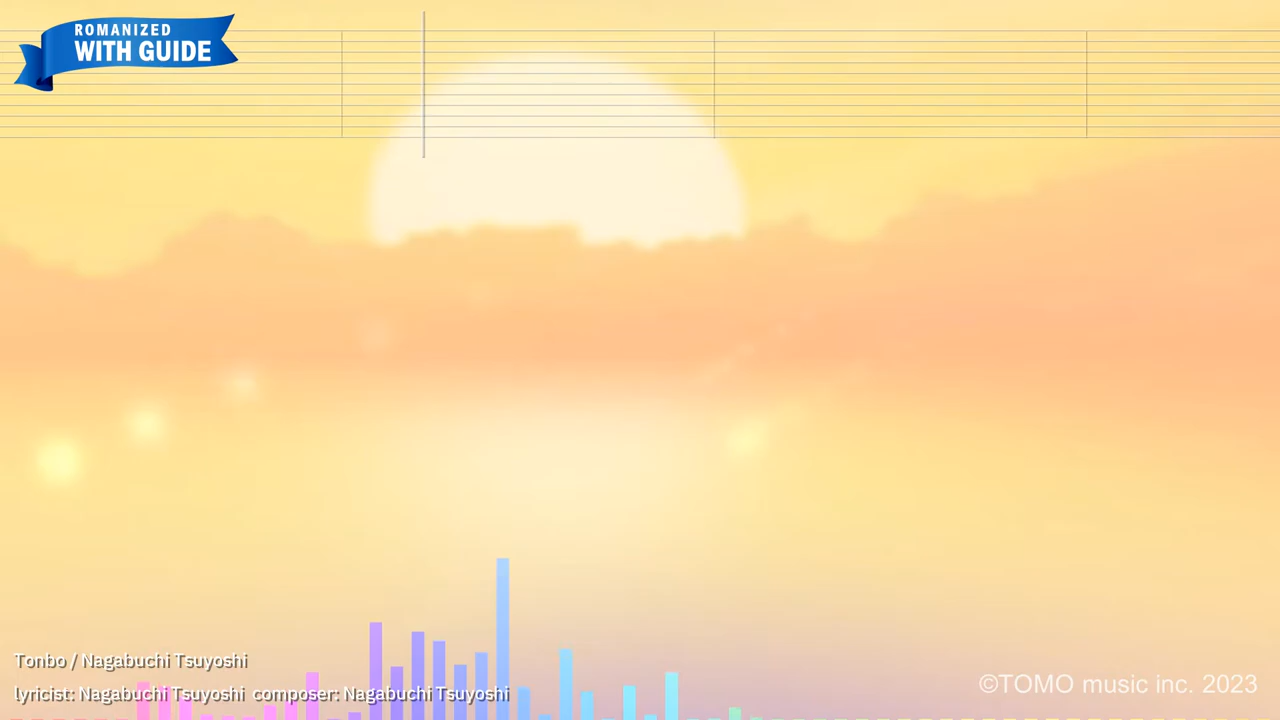 ROMANIZED
WITH GUIDE
Tonbo / Nagabuchi Tsuyoshi
lyricist: Nagabuchi Tsuyoshi composer: Nagabuchi Tsuyoshi
©TOMO music inc. 2023